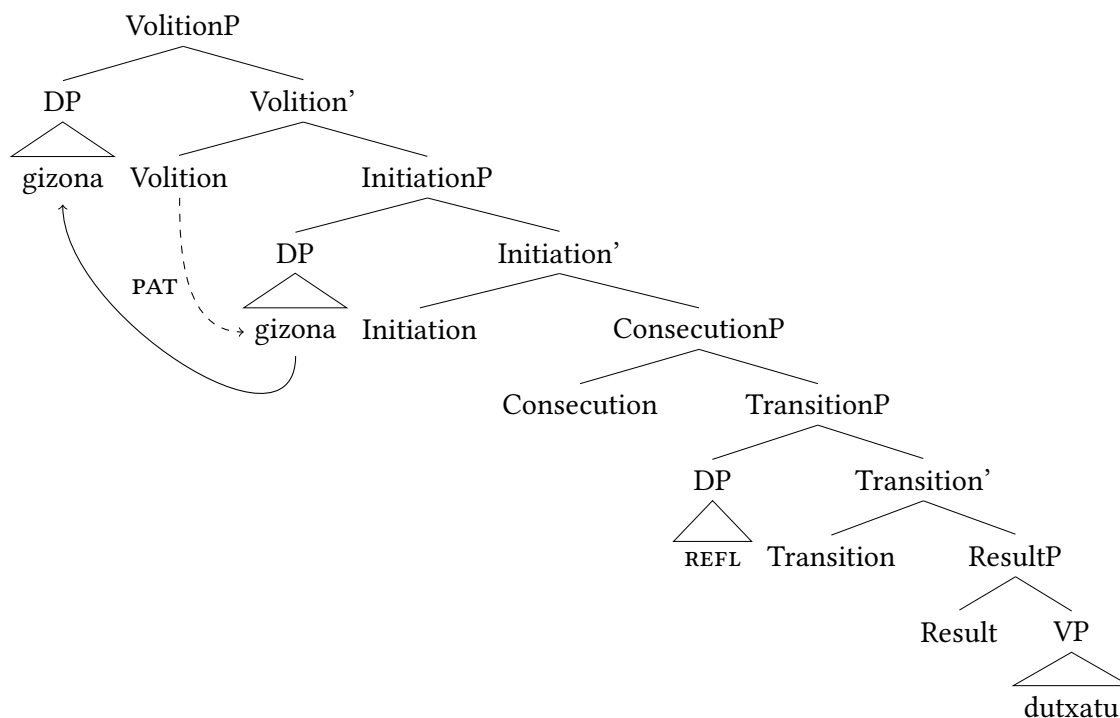 VolitionP
DP Volition’
gizona Volition InitiationP
DP Initiation’
PAT
gizona Initiation ConsecutionP
Consecution TransitionP
DP Transition’
REFL Transition ResultP
Result VP
dutxatu